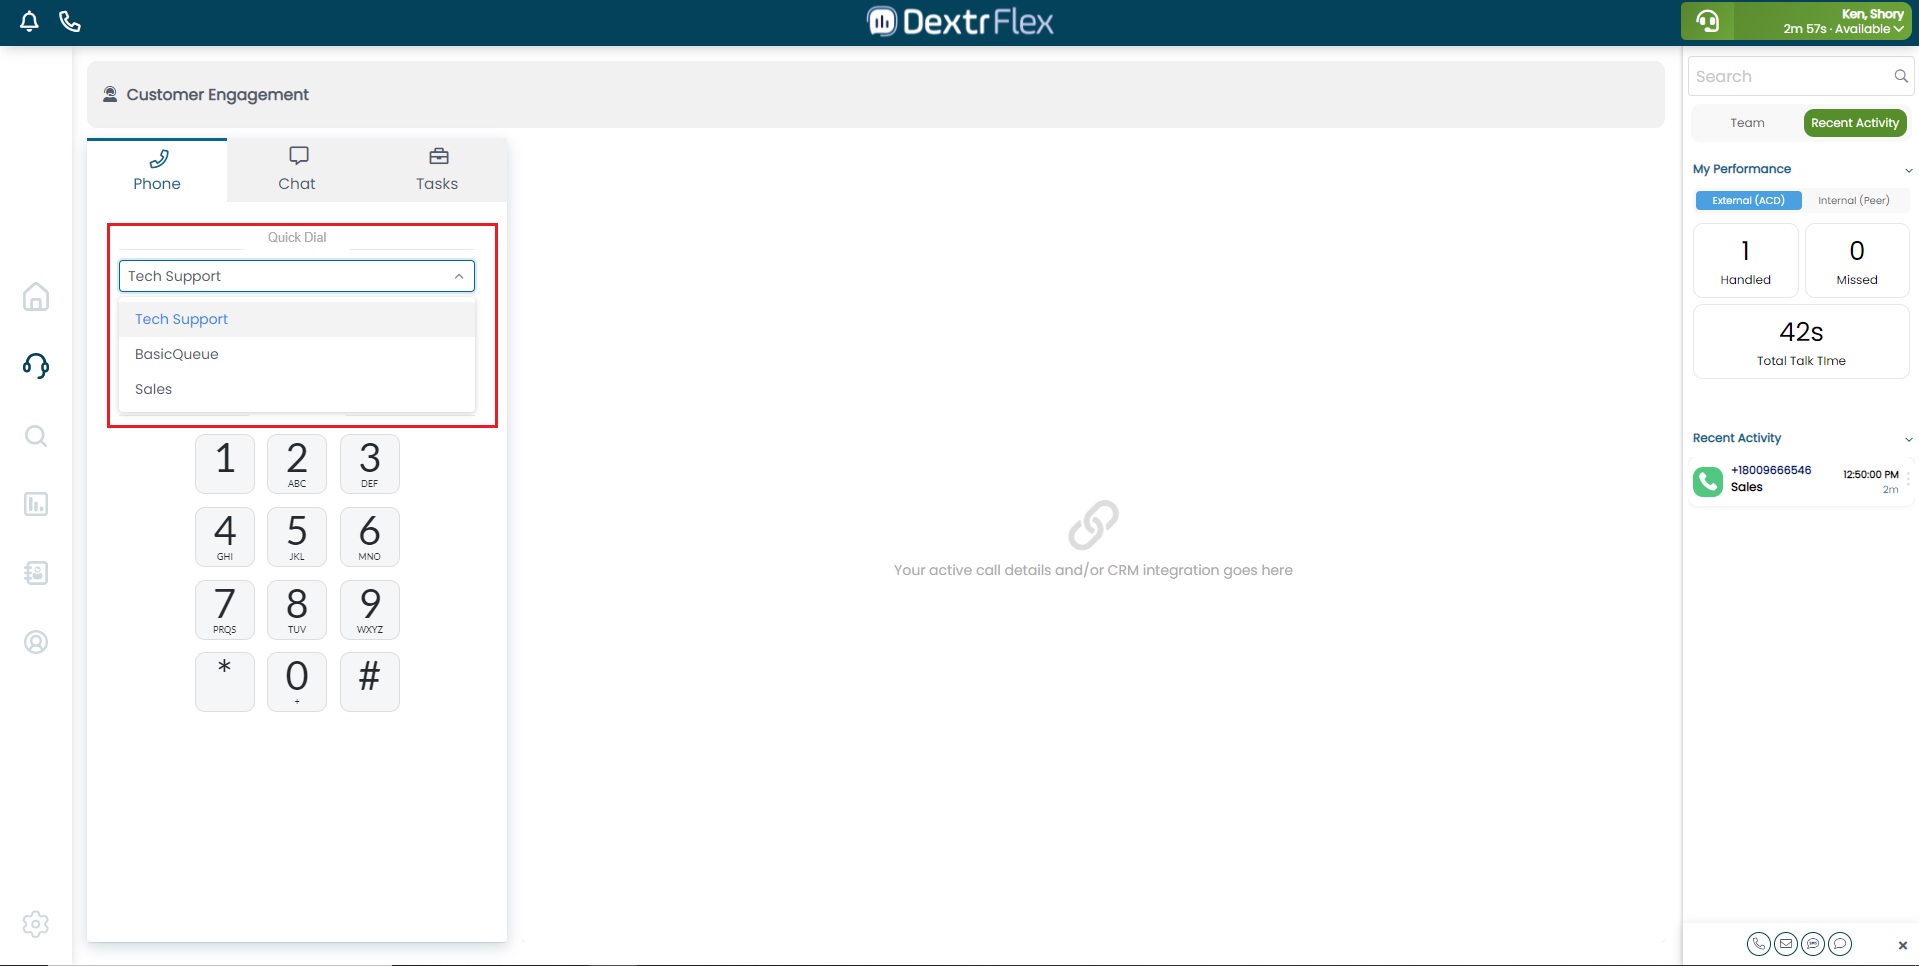 DextrFlex
Ken, Shory
2m 57s · Available
Customer Engagement
Phone
Chat
Tasks
Quick Dial
Tech Support
Tech Support
BasicQueue
Sales
1
2
ABC
3
DEF
4
GHI
5
JKL
6
MNO
7
PRQS
8
TUV
9
WXYZ
*
0
+
#
Your active call details and/or CRM integration goes here
Search
Team
Recent Activity
My Performance
External (ACD)
Internal (Peer)
1
Handled
0
Missed
42s
Total Talk TIme
Recent Activity
+18009666546
12:50:00 PM
Sales
2m